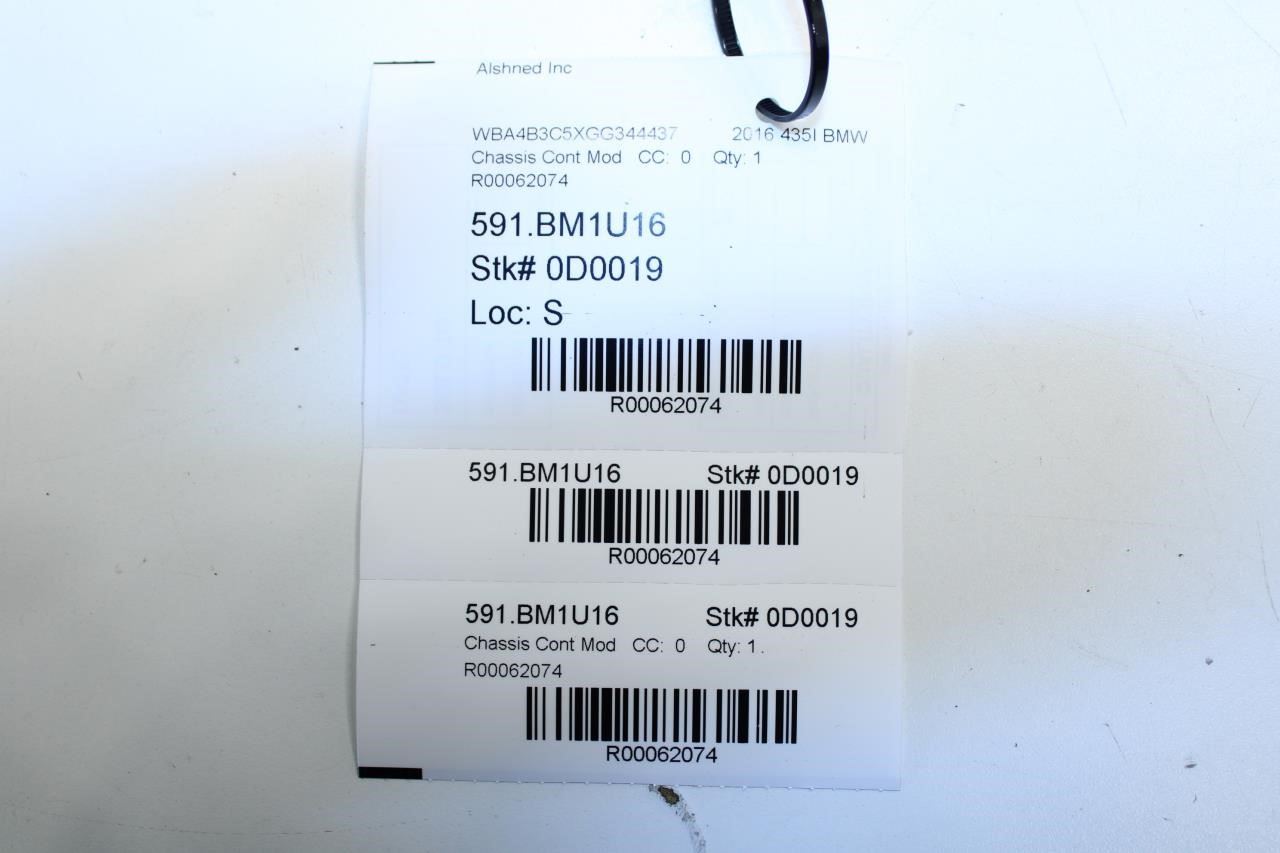 Alshned Inc
WBA4B3C5XGG344437 2016 435I BMW
Chassis Cont Mod CC: 0 Qty: 1
R00062074
591.BM1U16
Stk# 0D0019
Loc: S
R00062074
591.BM1U16 Stk# 0D0019
R00062074
591.BM1U16 Stk# 0D0019
Chassis Cont Mod CC: 0 Qty: 1
R00062074
R00062074